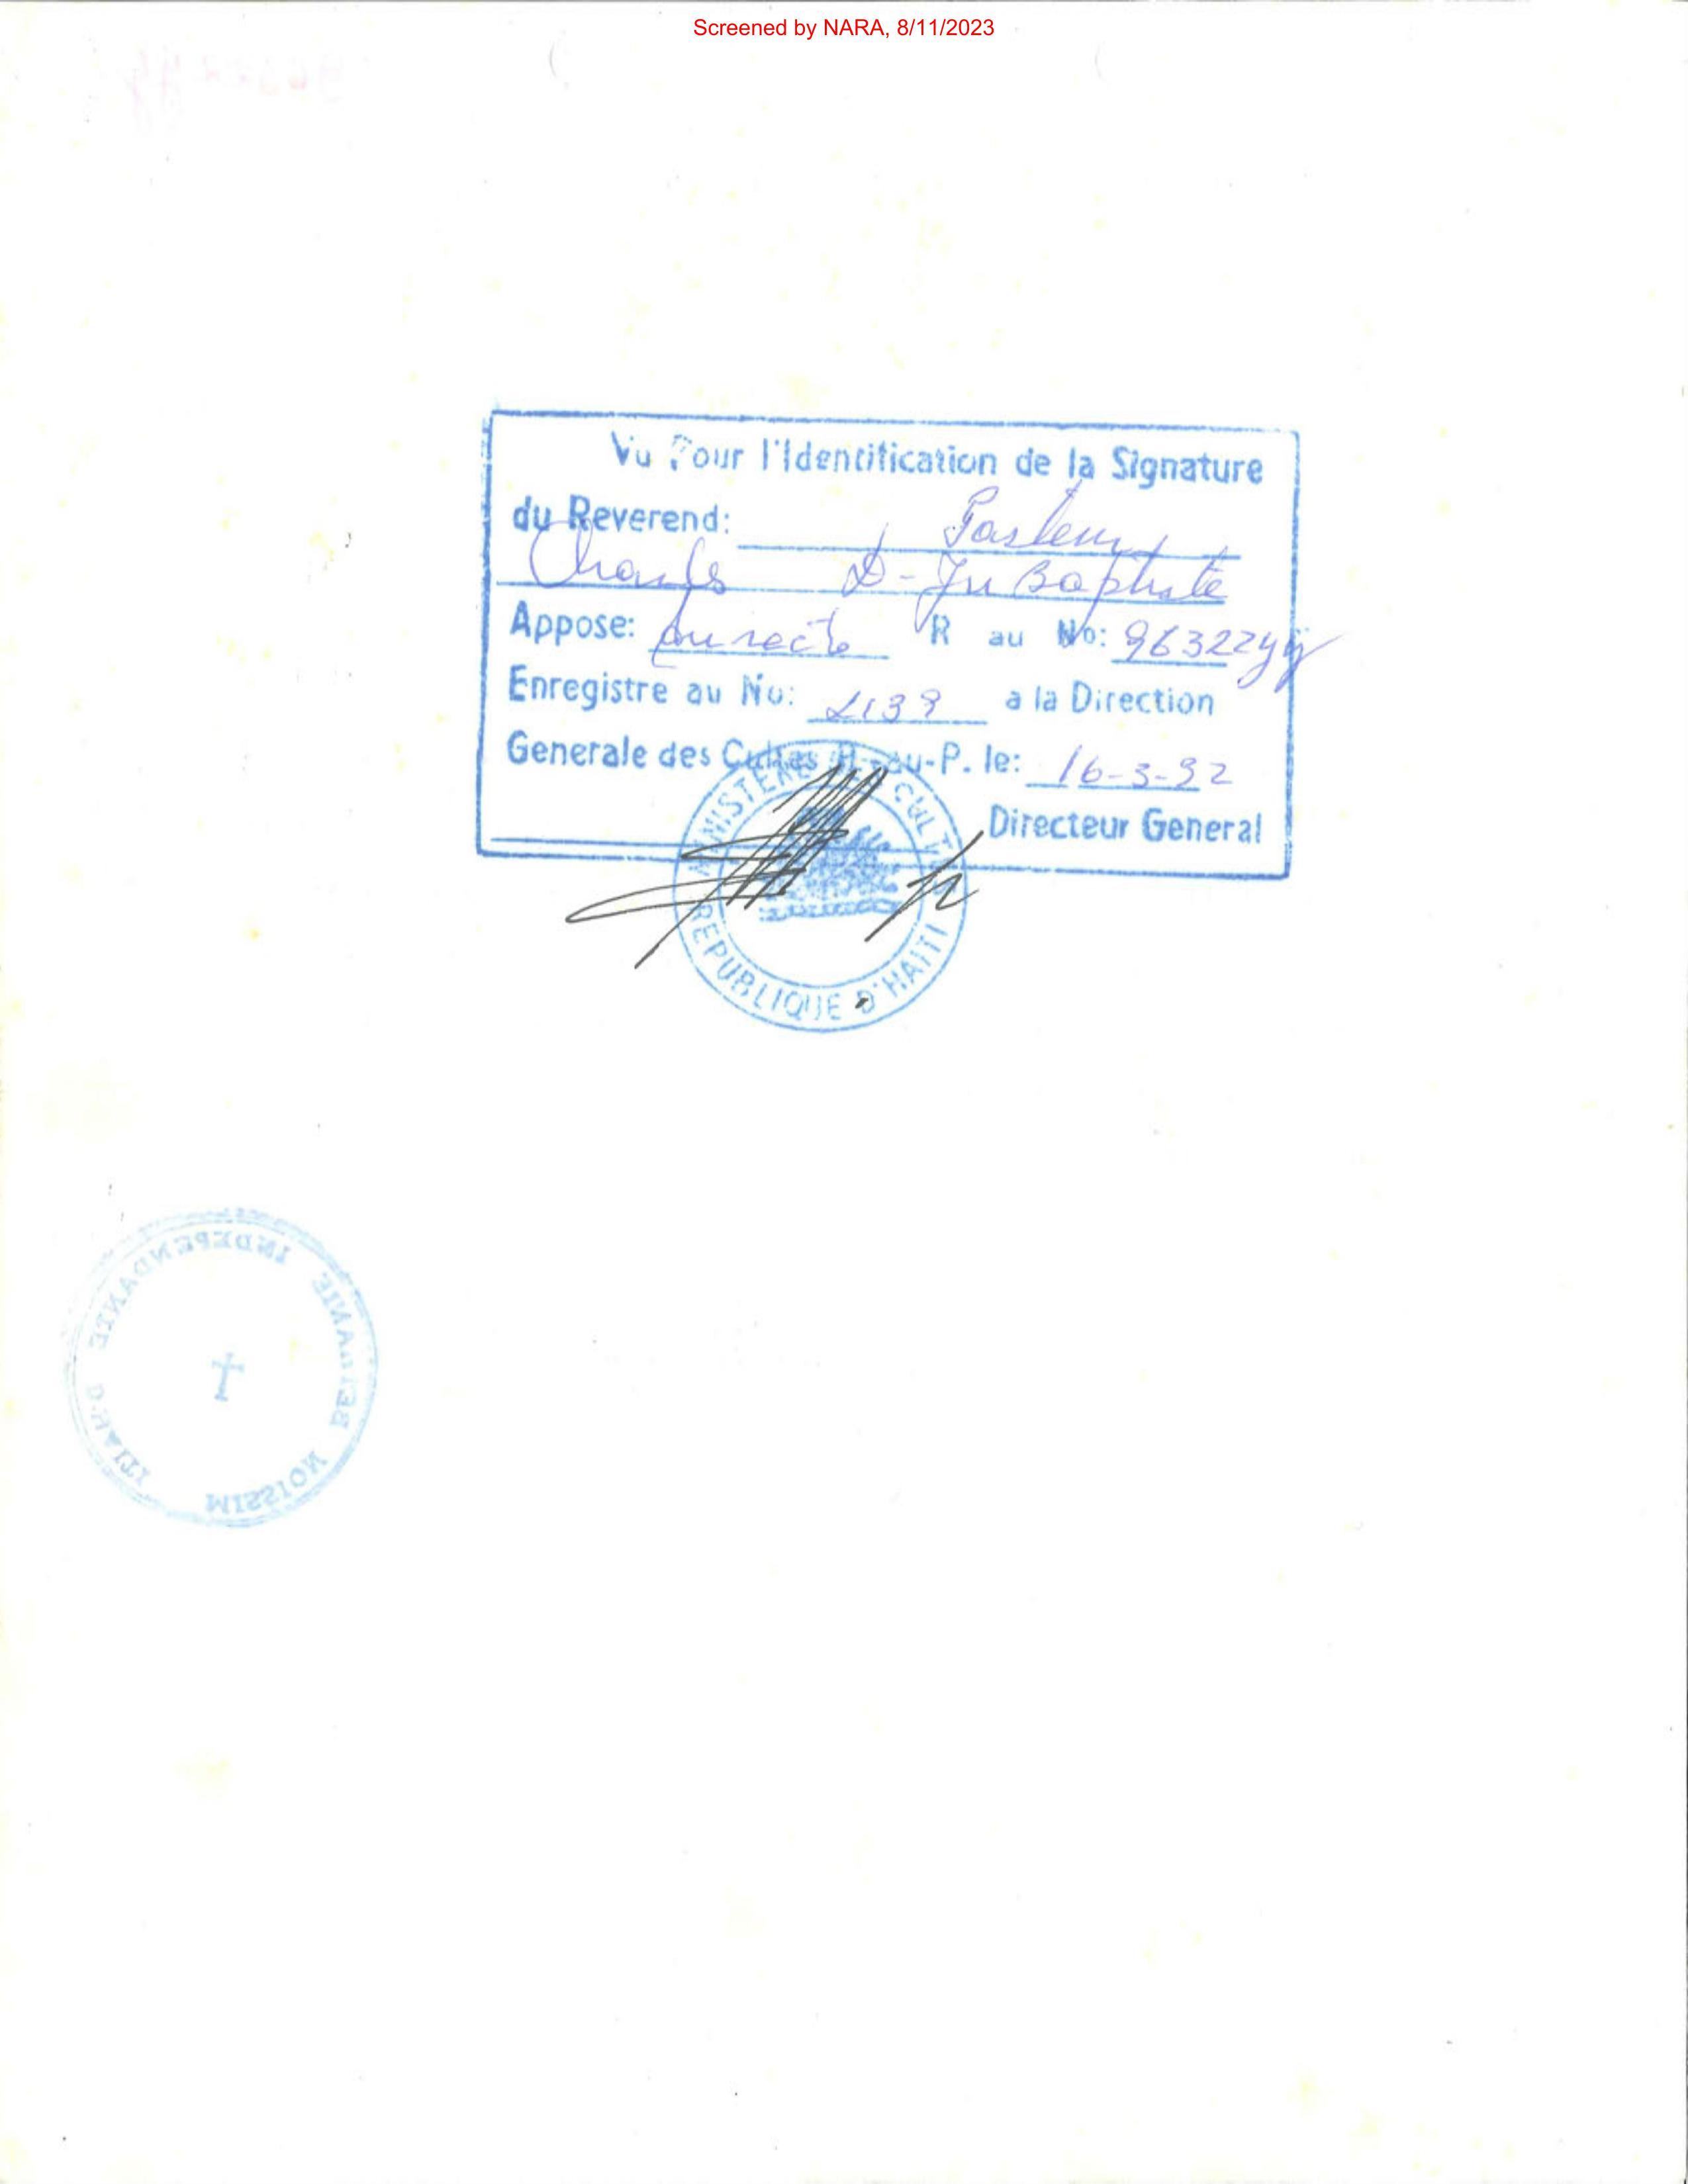 Screened by NARA, 8/11/2023
Vu Pour l'Identification de la Signature
du Reverend: Pasteur
Charles D-Jn Baptiste
Appose: au recto R au No: 963224
Enregistre au No: 2139 a la Direction
Generale des Cultes P-au-P. le: 16-3-92
Directeur General
MINISTERE CULTES
REPUBLIQUE D'HAITI
MISSION BETHANIE INDEPENDANTE D'HAITI